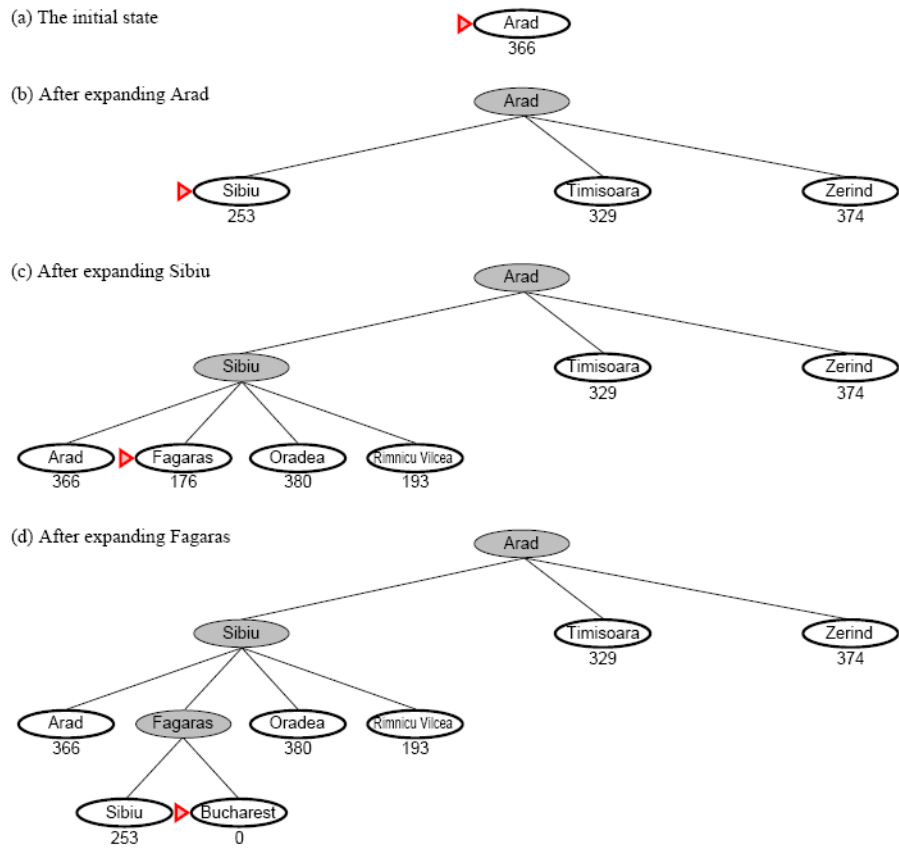 (a) The initial state
Arad
366
(b) After expanding Arad
Arad
Sibiu Timisoara Zerind
253 329 374
(c) After expanding Sibiu
Arad
Sibiu Timisoara Zerind
329 374
Arad Fagaras Oradea Rimnicu Vilcea
366 176 380 193
(d) After expanding Fagaras
Arad
Sibiu Timisoara Zerind
329 374
Arad Fagaras Oradea Rimnicu Vilcea
366 380 193
Sibiu Bucharest
253 0